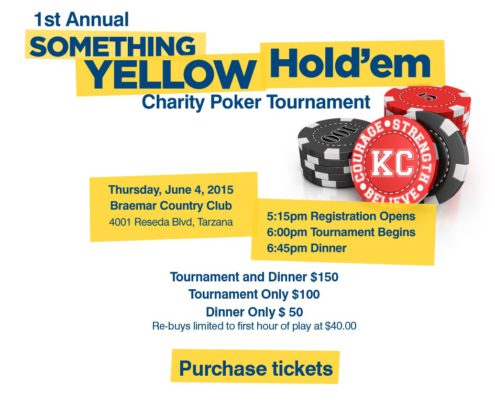 1st Annual
SOMETHING
YELLOW Hold'em
Charity Poker Tournament
100
5
COURAGE • STRENGTH • BELIEVE •
KC
Thursday, June 4, 2015
Braemar Country Club
4001 Reseda Blvd, Tarzana
5:15pm Registration Opens
6:00pm Tournament Begins
6:45pm Dinner
Tournament and Dinner $150
Tournament Only $100
Dinner Only $ 50
Re-buys limited to first hour of play at $40.00
Purchase tickets